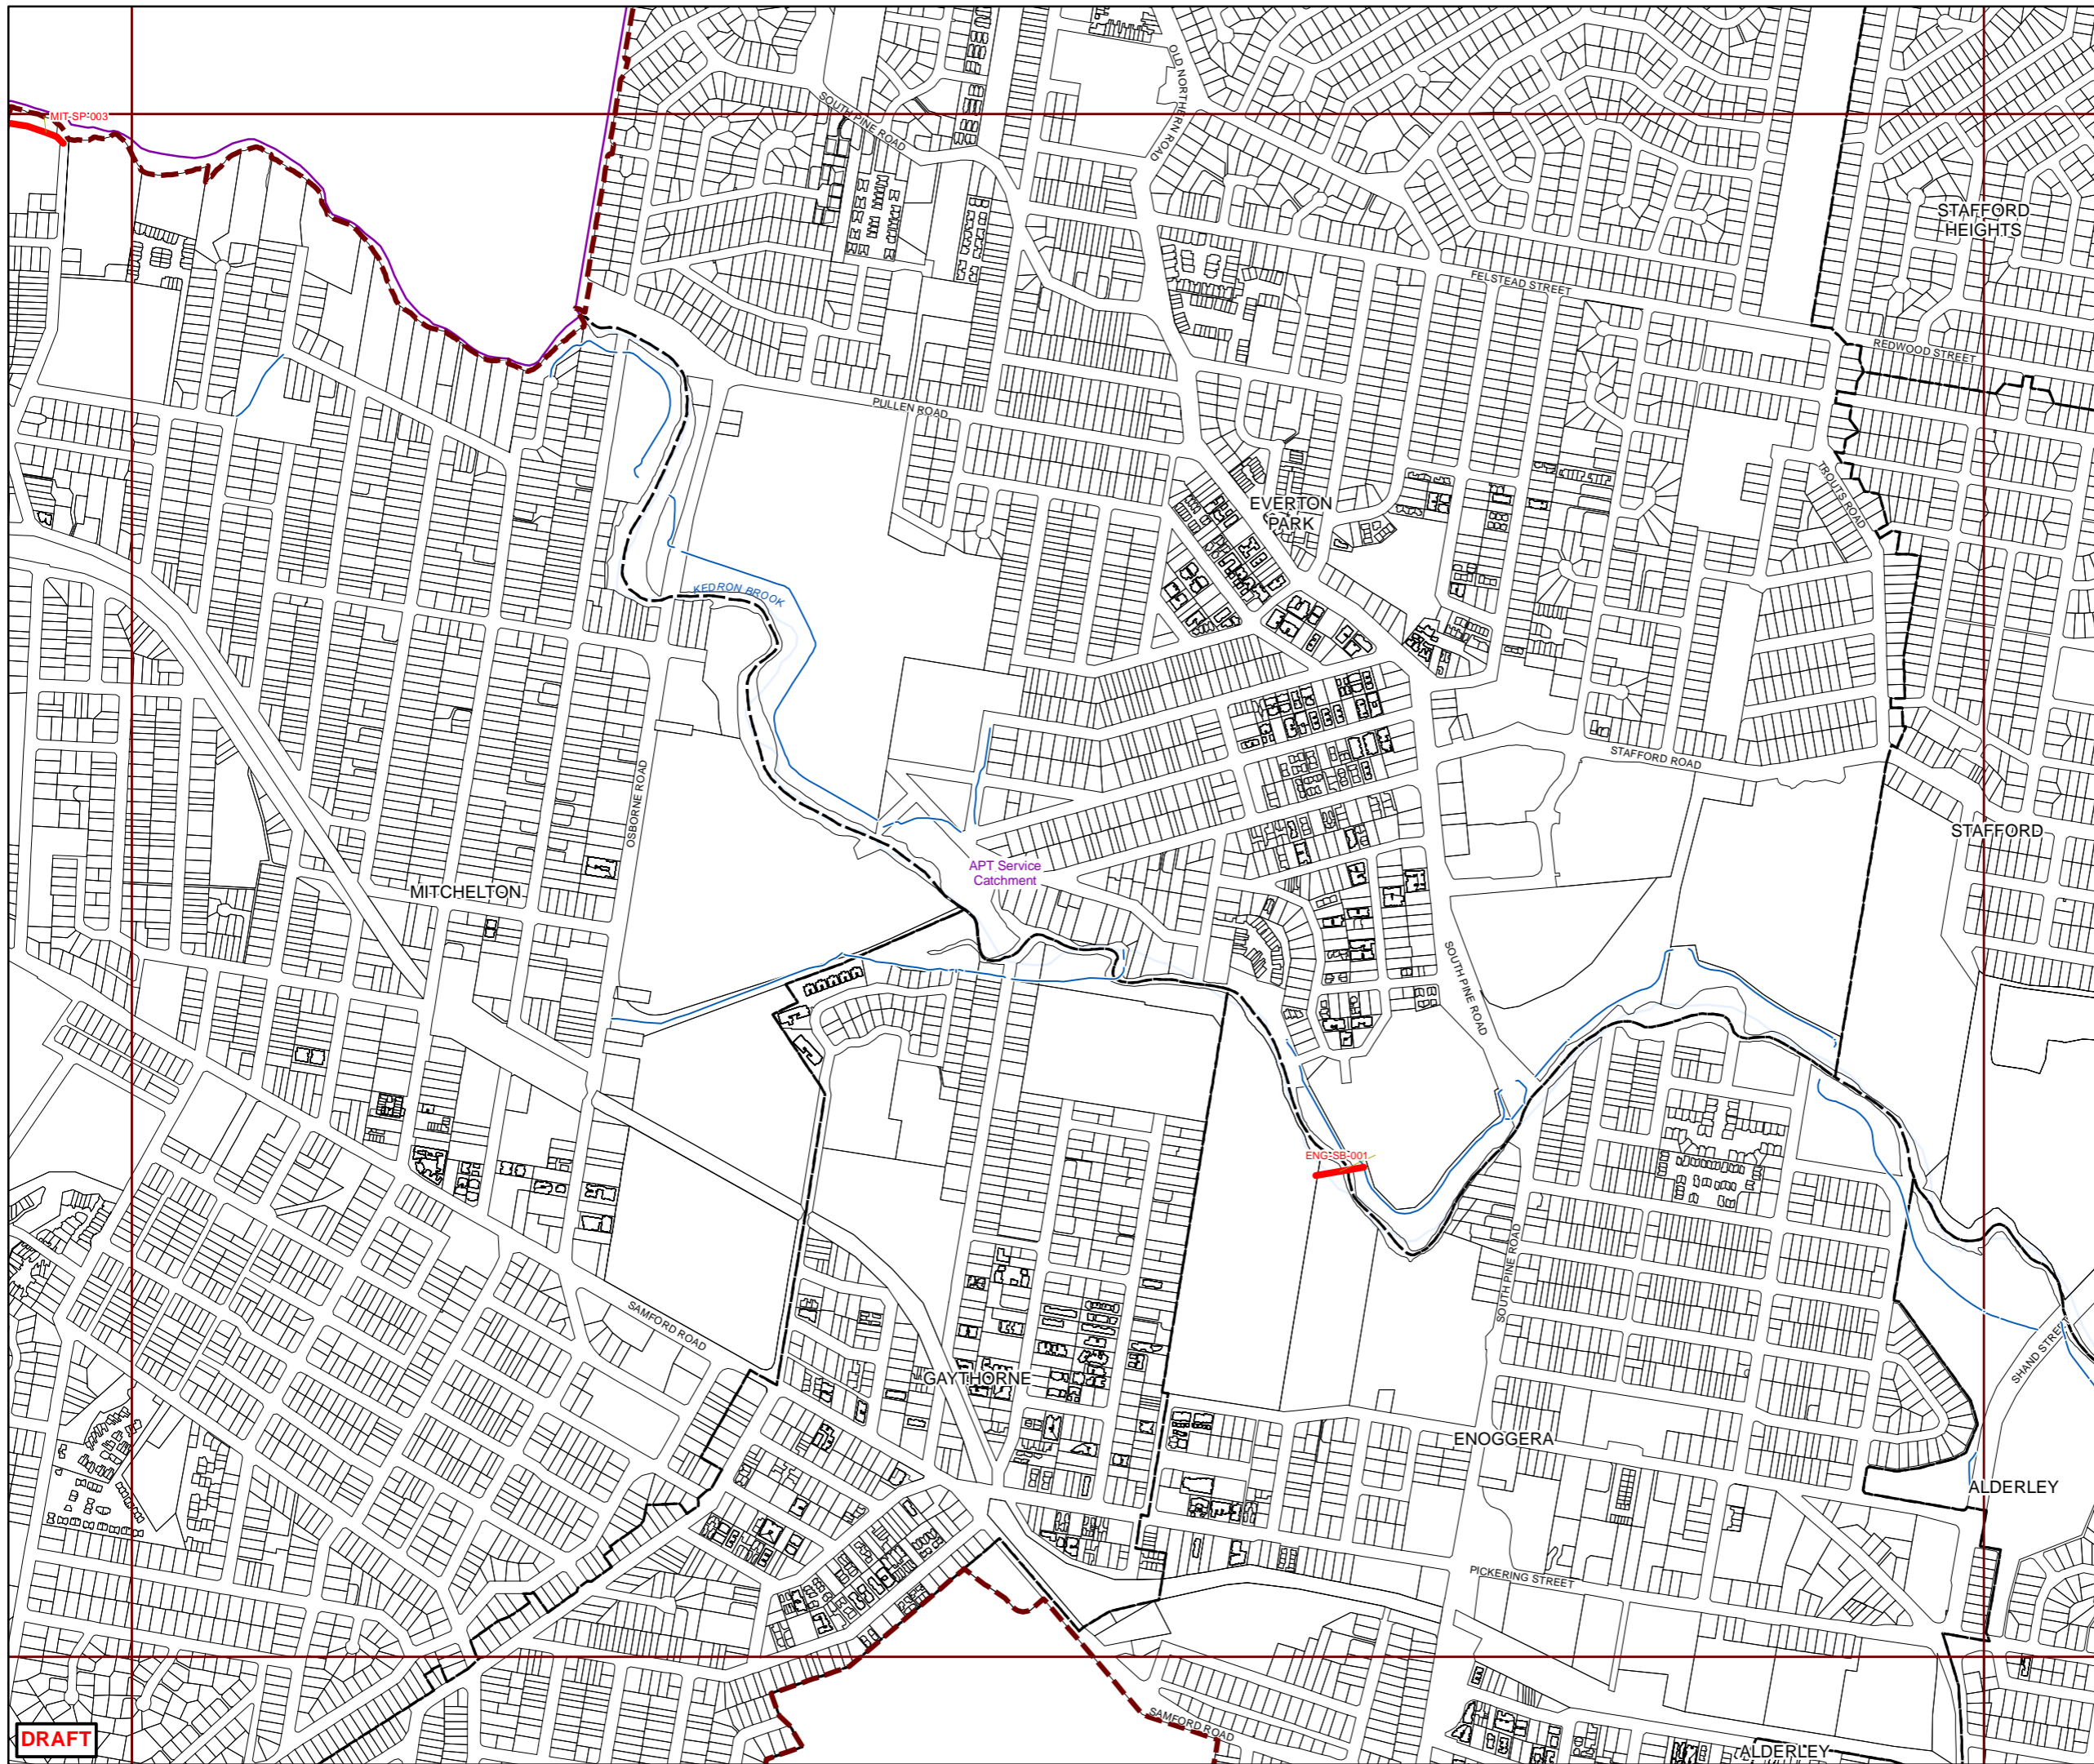 OLD NORTHERN ROAD
SOUTH PINE ROAD
MIT-SP-003
STAFFORD
HEIGHTS
FELSTEAD STREET
REDWOOD STREET
PULLEN ROAD
TROUTS ROAD
EVERTON
PARK
KEDRON BROOK
STAFFORD ROAD
OSBORNE ROAD
STAFFORD
APT Service
Catchment
MITCHELTON
SOUTH PINE ROAD
ENG-SB-001
SOUTH PINE ROAD
SAMFORD ROAD
SHAND STREET
GAYTHORNE
ENOGGERA
ALDERLEY
PICKERING STREET
SAMFORD ROAD
DRAFT
ALDERLEY